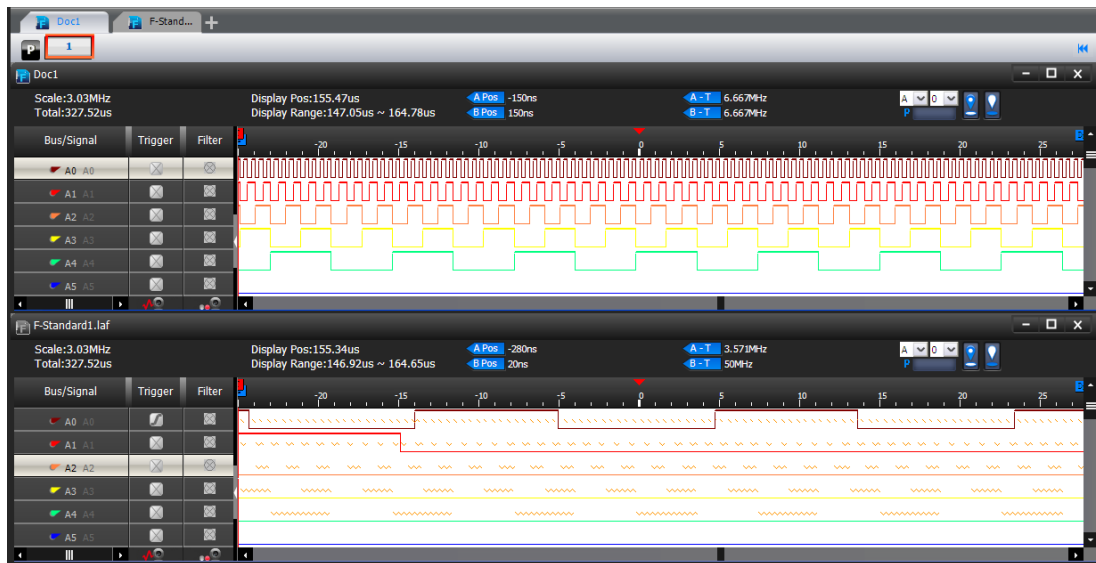 Doc1 F-Stand... +
P 1
Doc1
Scale:3.03MHz Display Pos:155.47us A Pos -150ns A - T 6.667MHz A 0
Total:327.52us Display Range:147.05us ~ 164.78us B Pos 150ns B - T 6.667MHz P
Bus/Signal Trigger Filter -20 -15 -10 -5 0 5 10 15 20 25 B
A0 A0
A1 A1
A2 A2
A3 A3
A4 A4
A5 A5
F-Standard1.laf
Scale:3.03MHz Display Pos:155.34us A Pos -280ns A - T 3.571MHz A 0
Total:327.52us Display Range:146.92us ~ 164.65us B Pos 20ns B - T 50MHz P
Bus/Signal Trigger Filter -20 -15 -10 -5 0 5 10 15 20 25 B
A0 A0
A1 A1
A2 A2
A3 A3
A4 A4
A5 A5